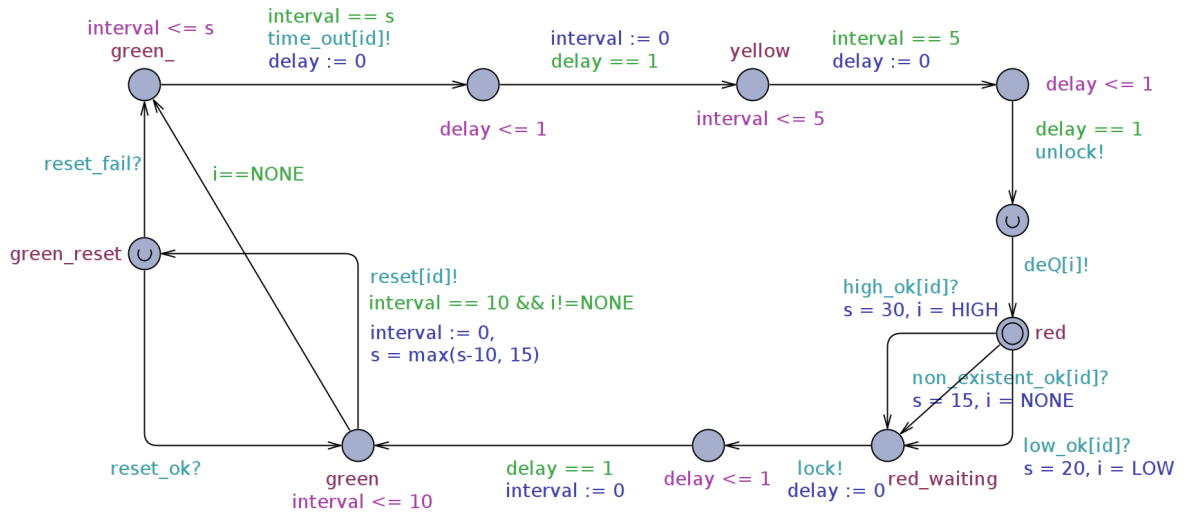 interval <= s
green_
interval == s
time_out[id]!
delay := 0
delay <= 1
interval := 0
delay == 1
yellow
interval <= 5
interval == 5
delay := 0
delay <= 1
delay == 1
unlock!
deQ[i]!
reset_fail?
i==NONE
green_reset
reset[id]!
interval == 10 && i!=NONE
interval := 0,
s = max(s-10, 15)
high_ok[id]?
s = 30, i = HIGH
red
non_existent_ok[id]?
s = 15, i = NONE
low_ok[id]?
s = 20, i = LOW
reset_ok?
green
interval <= 10
delay == 1
interval := 0
delay <= 1
lock!
delay := 0
red_waiting